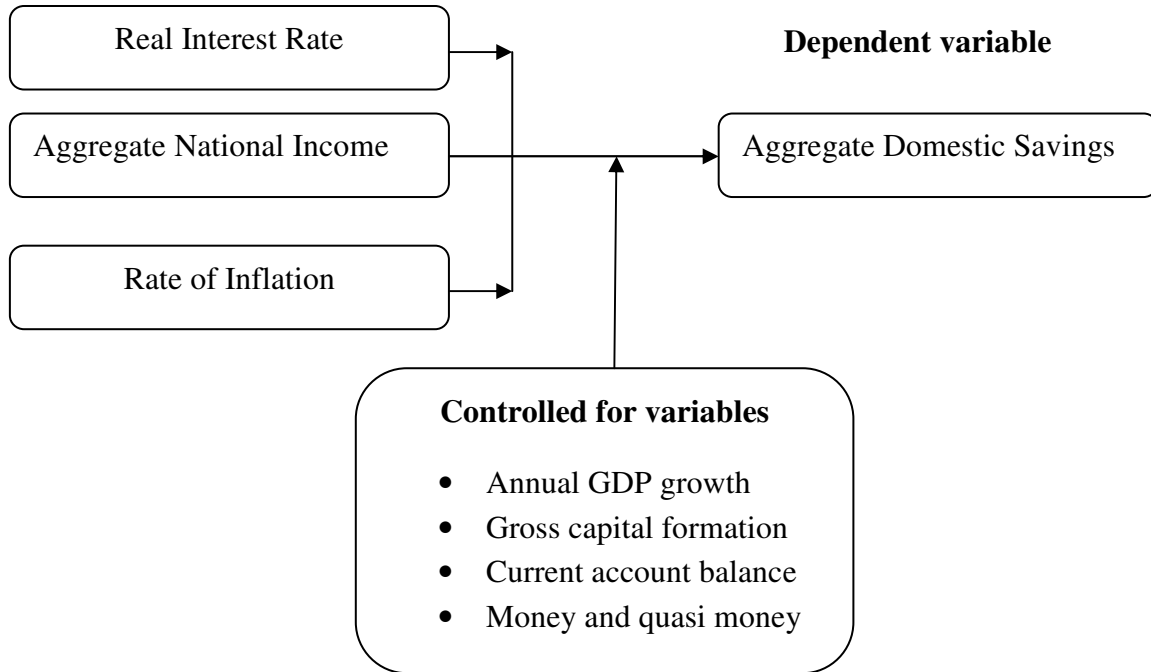 Real Interest Rate
Dependent variable
Aggregate National Income
Aggregate Domestic Savings
Rate of Inflation
Controlled for variables
• Annual GDP growth
• Gross capital formation
• Current account balance
• Money and quasi money